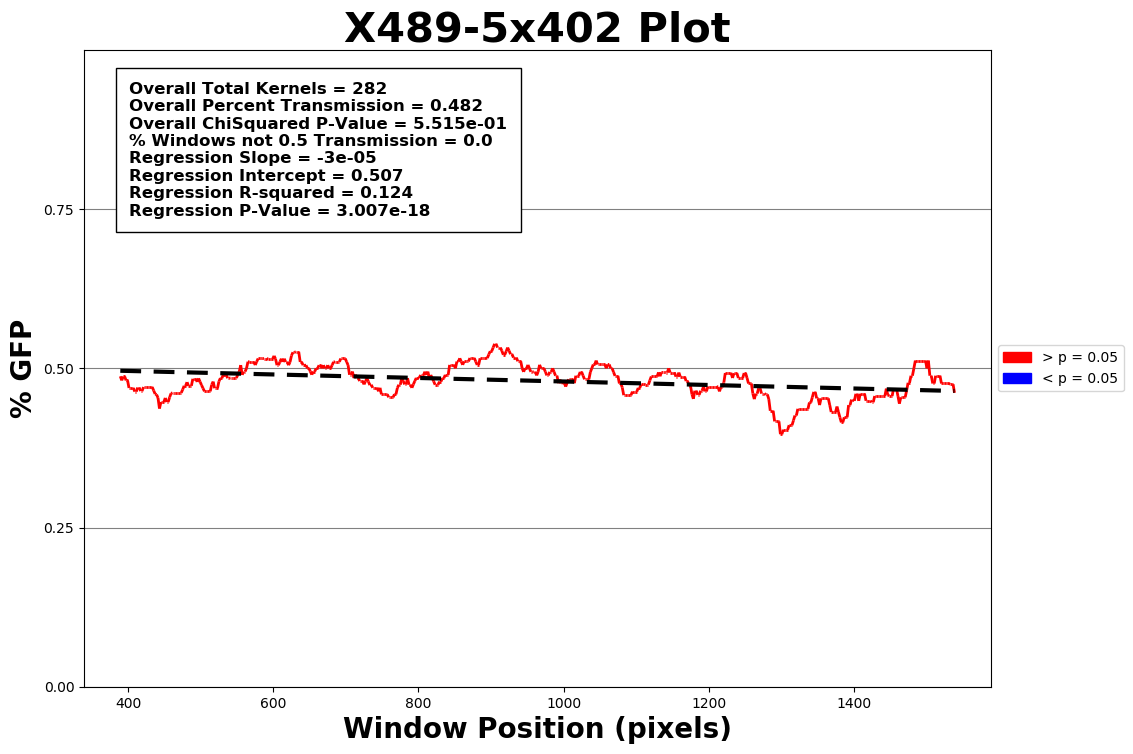 X489-5x402 Plot
Overall Total Kernels = 282
Overall Percent Transmission = 0.482
Overall ChiSquared P-Value = 5.515e-01
% Windows not 0.5 Transmission = 0.0
Regression Slope = -3e-05
Regression Intercept = 0.507
Regression R-squared = 0.124
Regression P-Value = 3.007e-18
% GFP
0.75
0.50
0.25
0.00
> p = 0.05
< p = 0.05
400 600 800 1000 1200 1400
Window Position (pixels)